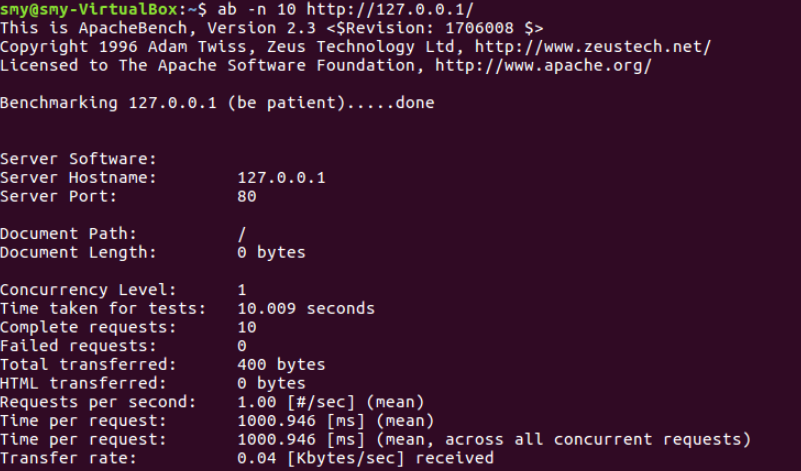 smy@smy-VirtualBox:~$ ab -n 10 http://127.0.0.1/
This is ApacheBench, Version 2.3 <$Revision: 1706008 $>
Copyright 1996 Adam Twiss, Zeus Technology Ltd, http://www.zeustech.net/
Licensed to The Apache Software Foundation, http://www.apache.org/
Benchmarking 127.0.0.1 (be patient).....done
Server Software:
Server Hostname:        127.0.0.1
Server Port:            80
Document Path:          /
Document Length:        0 bytes
Concurrency Level:      1
Time taken for tests:   10.009 seconds
Complete requests:      10
Failed requests:        0
Total transferred:      400 bytes
HTML transferred:       0 bytes
Requests per second:    1.00 [#/sec] (mean)
Time per request:       1000.946 [ms] (mean)
Time per request:       1000.946 [ms] (mean, across all concurrent requests)
Transfer rate:          0.04 [Kbytes/sec] received